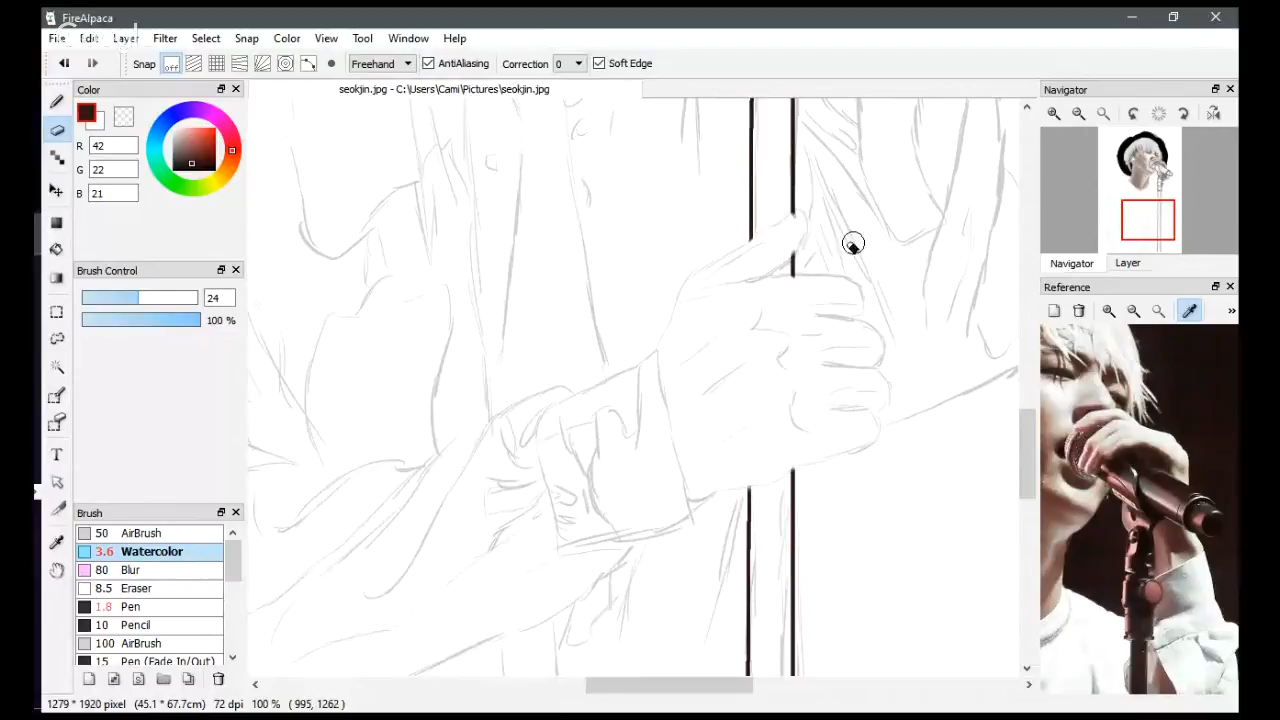 FireAlpaca
File Edit Layer Filter Select Snap Color View Tool Window Help
Snap off Freehand AntiAliasing Correction 0 Soft Edge
Color
seokjin.jpg - C:\Users\Cami\Pictures\seokjin.jpg
Navigator
R 42
G 22
B 21
Brush Control
24
100 %
Navigator Layer
Reference
Brush
50 AirBrush
3.6 Watercolor
80 Blur
8.5 Eraser
1.8 Pen
10 Pencil
100 AirBrush
15 Pen (Fade In/Out)
T
1279 * 1920 pixel (45.1 * 67.7cm) 72 dpi 100 % ( 995, 1262 )